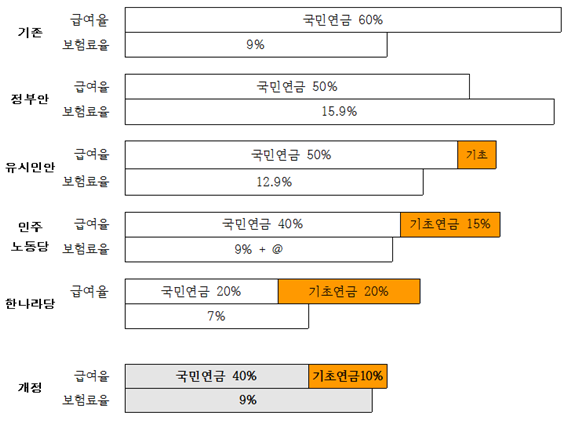 기존
급여율
국민연금 60%
보험료율
9%
정부안
급여율
국민연금 50%
보험료율
15.9%
유시민안
급여율
국민연금 50%
기초
보험료율
12.9%
민주
노동당
급여율
국민연금 40%
기초연금 15%
보험료율
9% + @
한나라당
급여율
국민연금 20%
기초연금 20%
7%
개정
급여율
국민연금 40%
기초연금10%
보험료율
9%